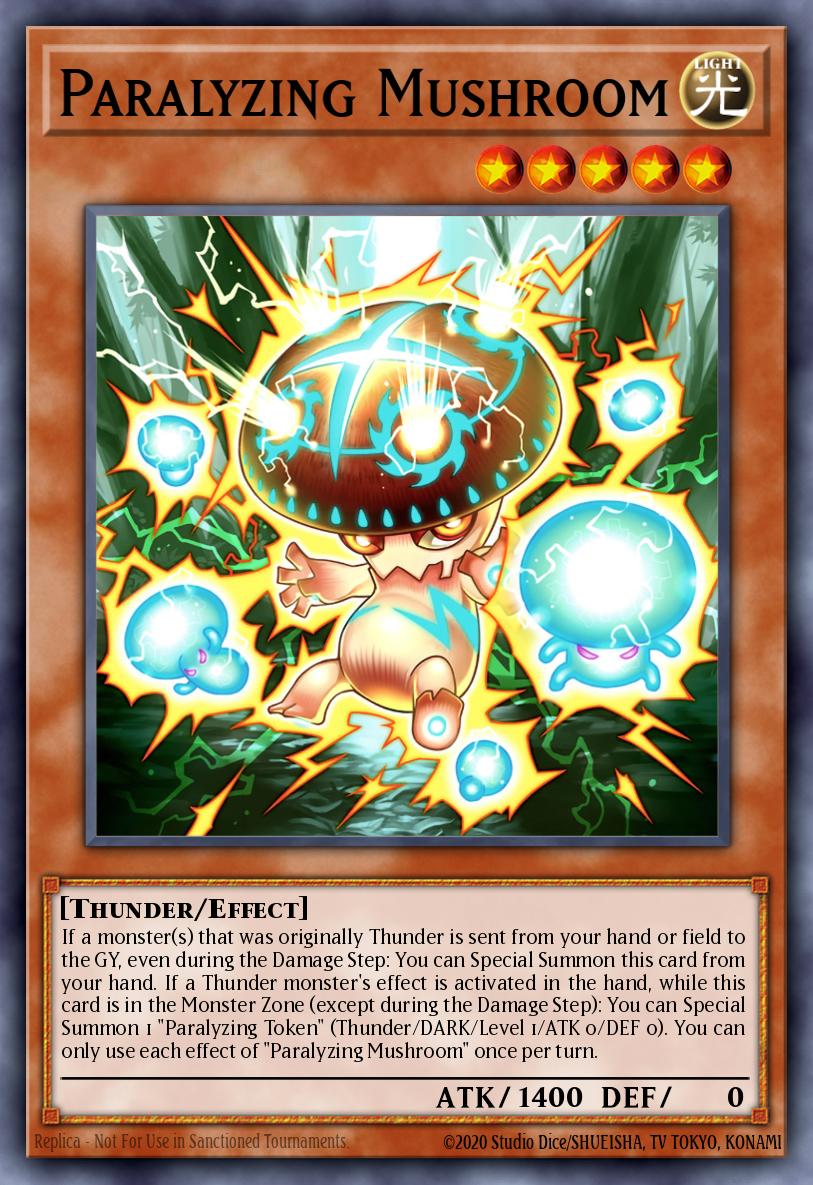 PARALYZING MUSHROOM
LIGHT
光
[THUNDER/EFFECT]
If a monster(s) that was originally Thunder is sent from your hand or field to
the GY, even during the Damage Step: You can Special Summon this card from
your hand. If a Thunder monster's effect is activated in the hand, while this
card is in the Monster Zone (except during the Damage Step): You can Special
Summon 1 "Paralyzing Token" (Thunder/DARK/Level 1/ATK 0/DEF 0). You can
only use each effect of "Paralyzing Mushroom" once per turn.
ATK/ 1400 DEF/ 0
Replica - Not For Use in Sanctioned Tournaments. ©2020 Studio Dice/SHUEISHA, TV TOKYO, KONAMI